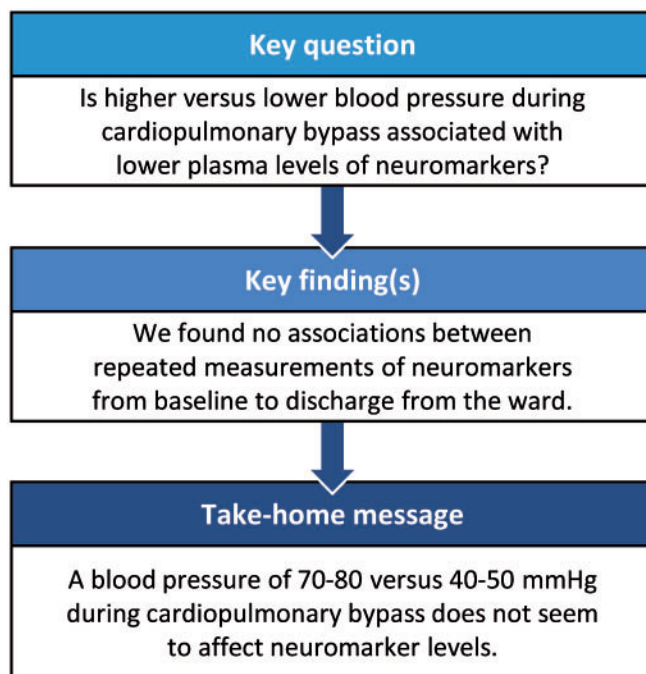 Key question
Is higher versus lower blood pressure during
cardiopulmonary bypass associated with
lower plasma levels of neuromarkers?
Key finding(s)
We found no associations between
repeated measurements of neuromarkers
from baseline to discharge from the ward.
Take-home message
A blood pressure of 70-80 versus 40-50 mmHg
during cardiopulmonary bypass does not seem
to affect neuromarker levels.